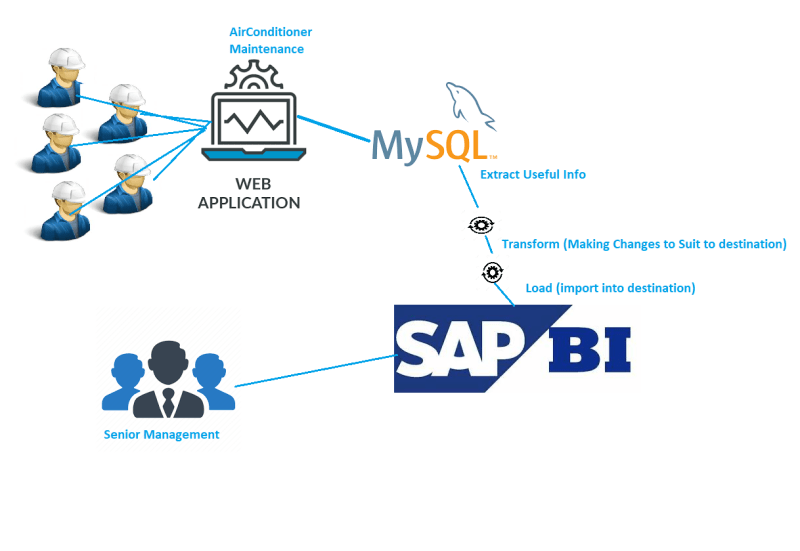 AirConditioner
Maintenance
WEB
APPLICATION
MySQL™
Extract Useful Info
Transform (Making Changes to Suit to destination)
Load (import into destination)
SAP BI
Senior Management